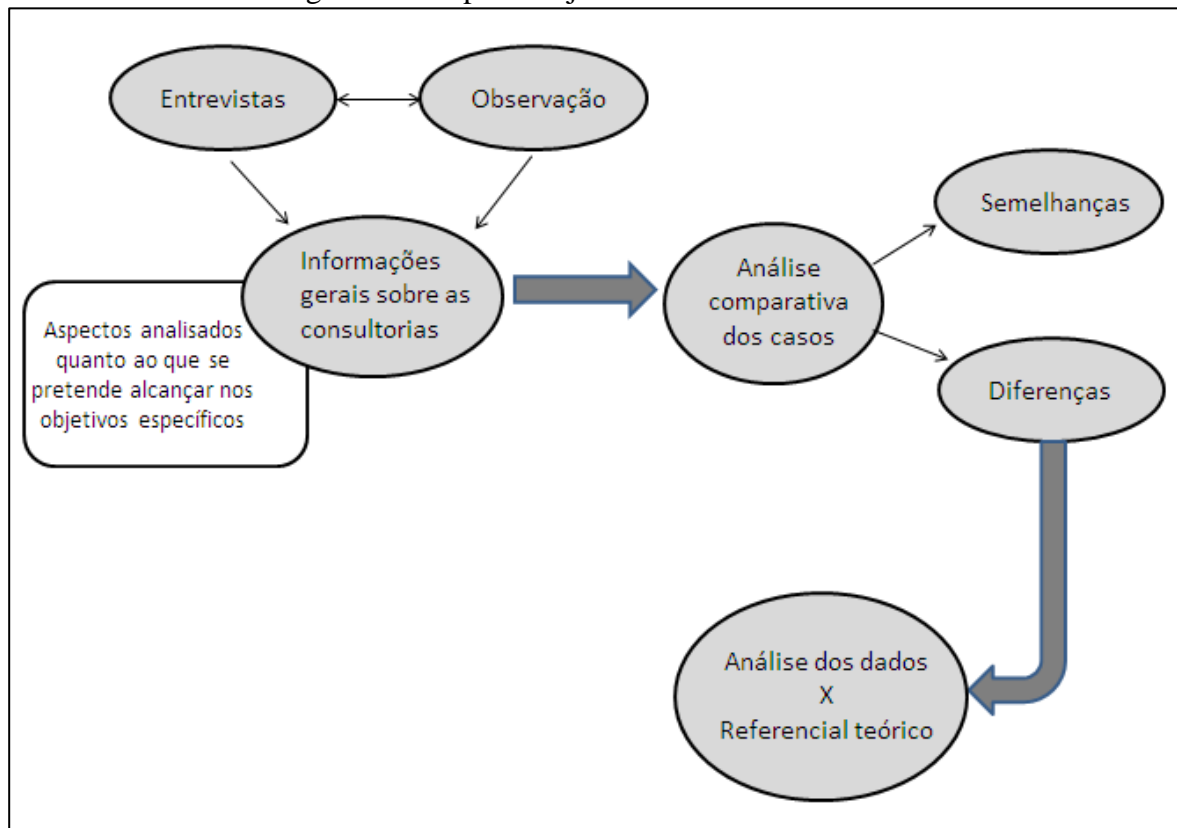 Entrevistas
Observação
Informações
gerais sobre as
consultorias
Aspectos analisados
quanto ao que se
pretende alcançar nos
objetivos específicos
Análise
comparativa
dos casos
Semelhanças
Diferenças
Análise dos dados
X
Referencial teórico